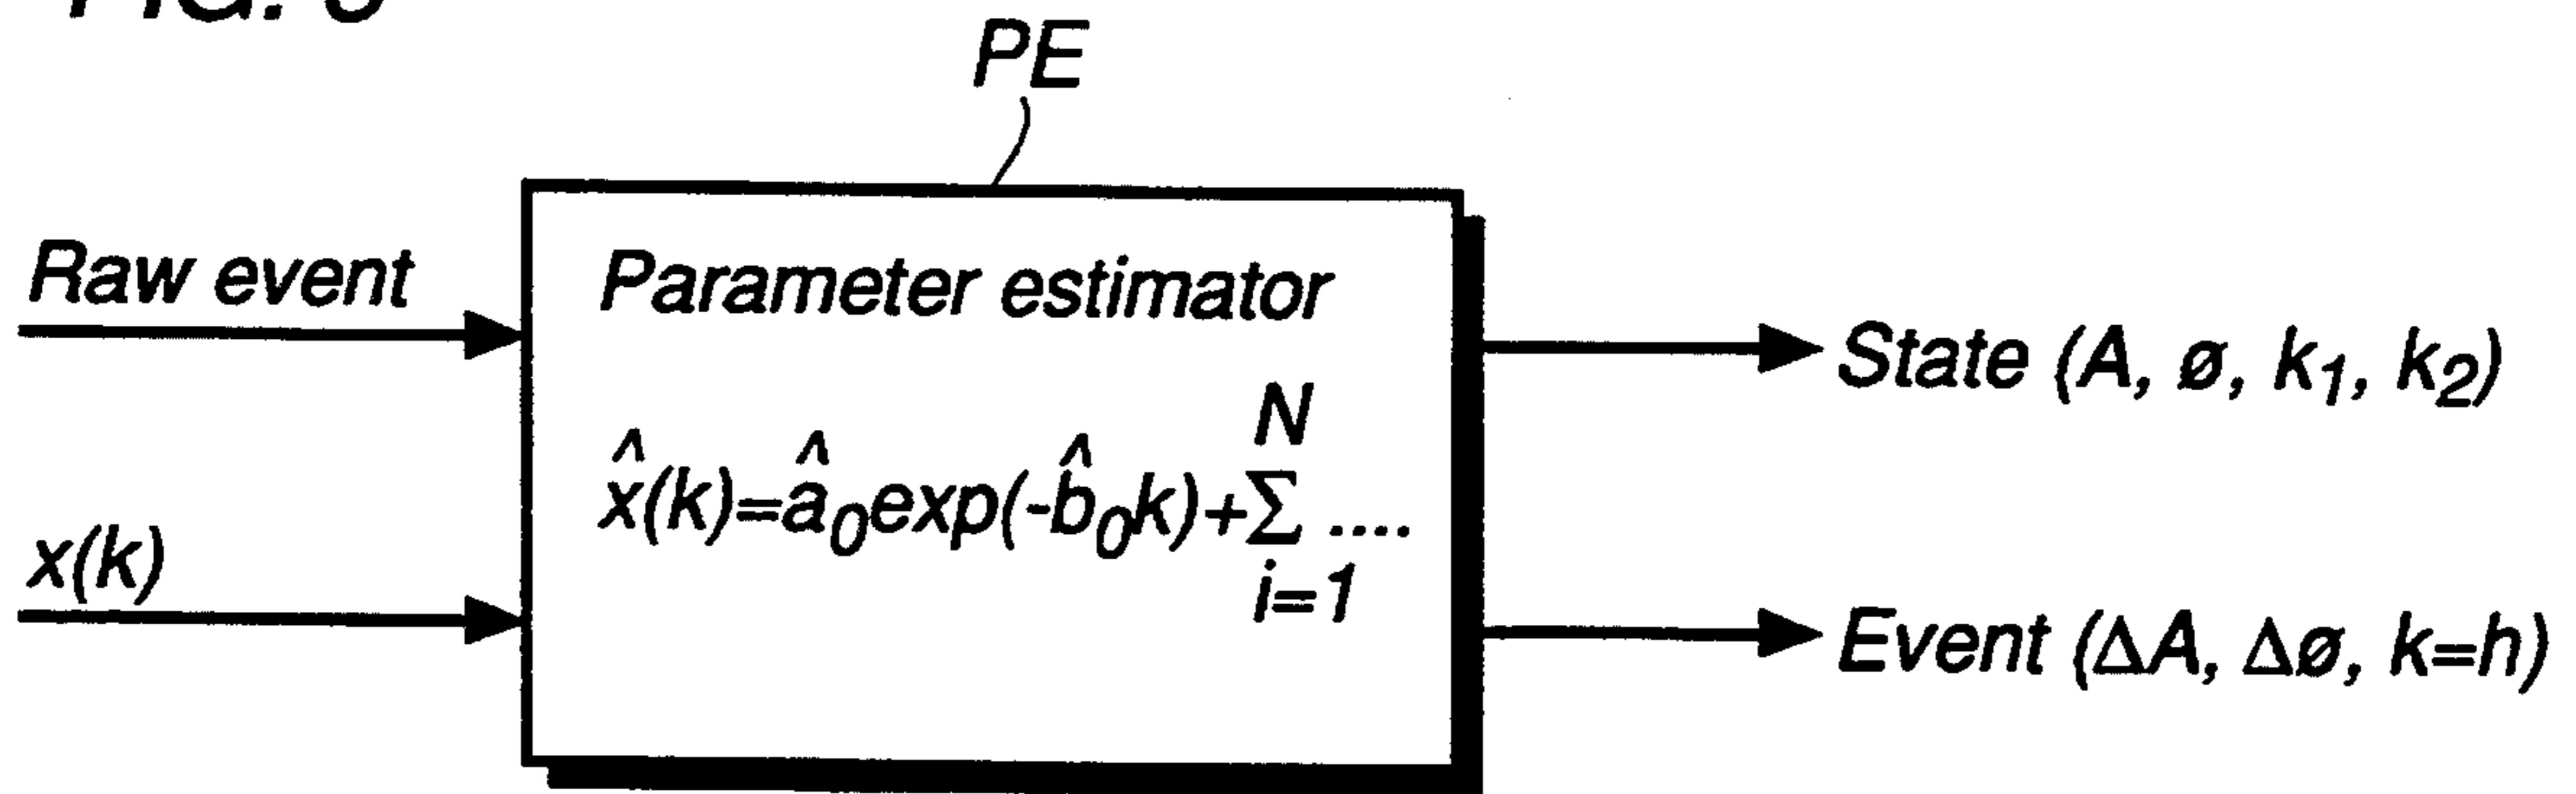 PE
Raw event
Parameter estimator
State (A, ø, k₁, k₂)
N
x̂(k)=â₀exp(-b̂₀k)+Σ ....
i=1
x(k)
Event (ΔA, Δø, k=h)